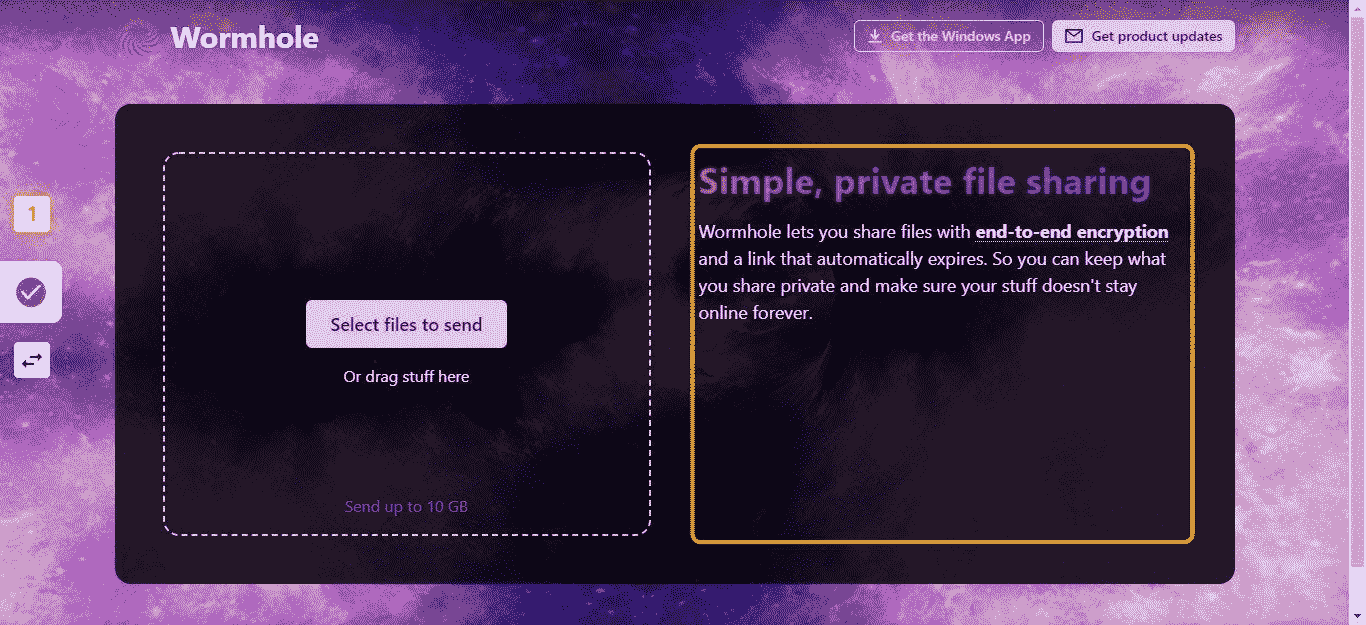 Wormhole
Get the Windows App
Get product updates
1
Select files to send
Or drag stuff here
Send up to 10 GB
Simple, private file sharing
Wormhole lets you share files with end-to-end encryption
and a link that automatically expires. So you can keep what
you share private and make sure your stuff doesn't stay
online forever.